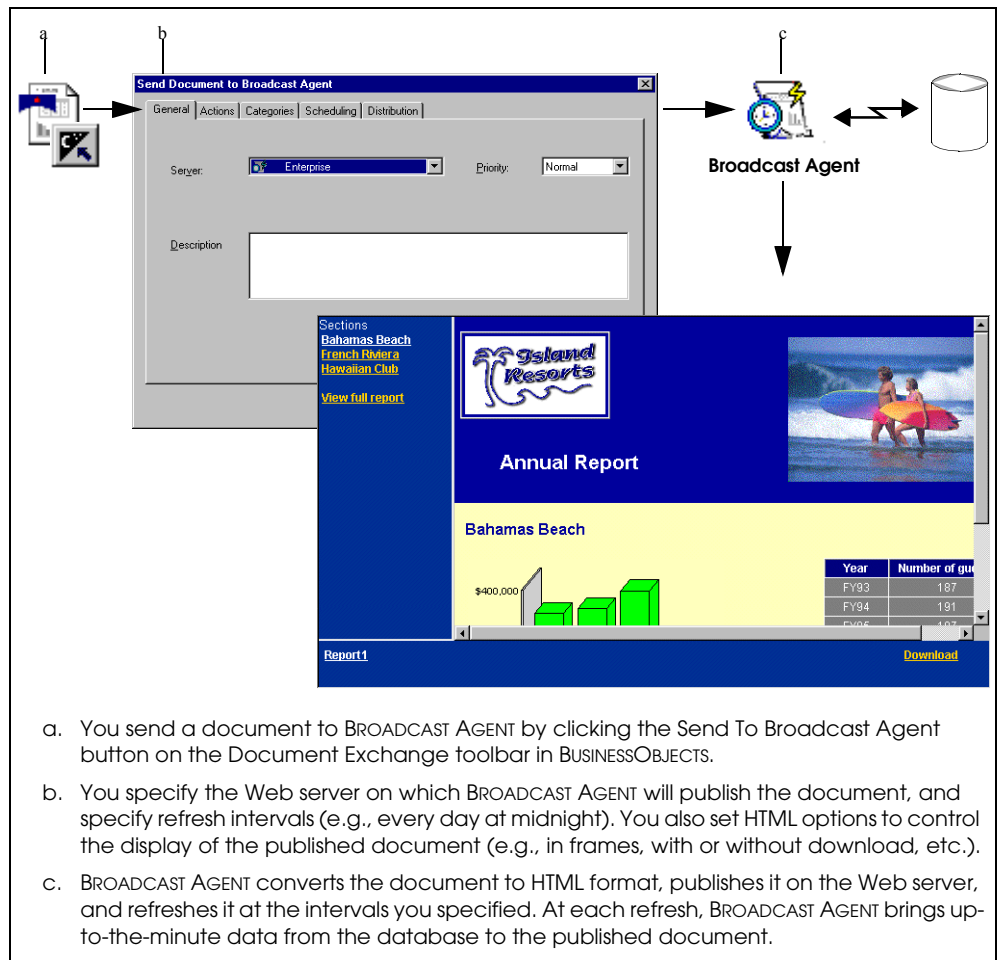 a
b
c
Send Document to Broadcast Agent
General Actions Categories Scheduling Distribution
Server:
Enterprise
Priority:
Normal
Description
Broadcast Agent
Sections
Bahamas Beach
French Riviera
Hawaiian Club
View full report
Island
Resorts
Annual Report
Bahamas Beach
$400,000
Year Number of gu
FY93 187
FY94 191
Report1
Download
a. You send a document to BROADCAST AGENT by clicking the Send To Broadcast Agent
button on the Document Exchange toolbar in BUSINESSOBJECTS.
b. You specify the Web server on which BROADCAST AGENT will publish the document, and
specify refresh intervals (e.g., every day at midnight). You also set HTML options to control
the display of the published document (e.g., in frames, with or without download, etc.).
c. BROADCAST AGENT converts the document to HTML format, publishes it on the Web server,
and refreshes it at the intervals you specified. At each refresh, BROADCAST AGENT brings up-
to-the-minute data from the database to the published document.